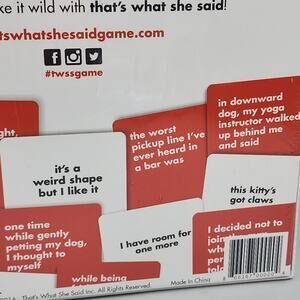 ke it wild with that's what she said!
tswhatshesaidgame.com
#twssgame
ght,
it's a
weird shape
but I like it
the worst
pickup line I've
ever heard in
a bar was
in downward
dog, my yoga
instructor walked
up behind me
and said
this kitty's
got claws
one time
while gently
petting my dog,
I thought to
myself
I have room for
one more
I decided not to
while being
That's What She Said Inc. All Rights Reserved.
Made In China